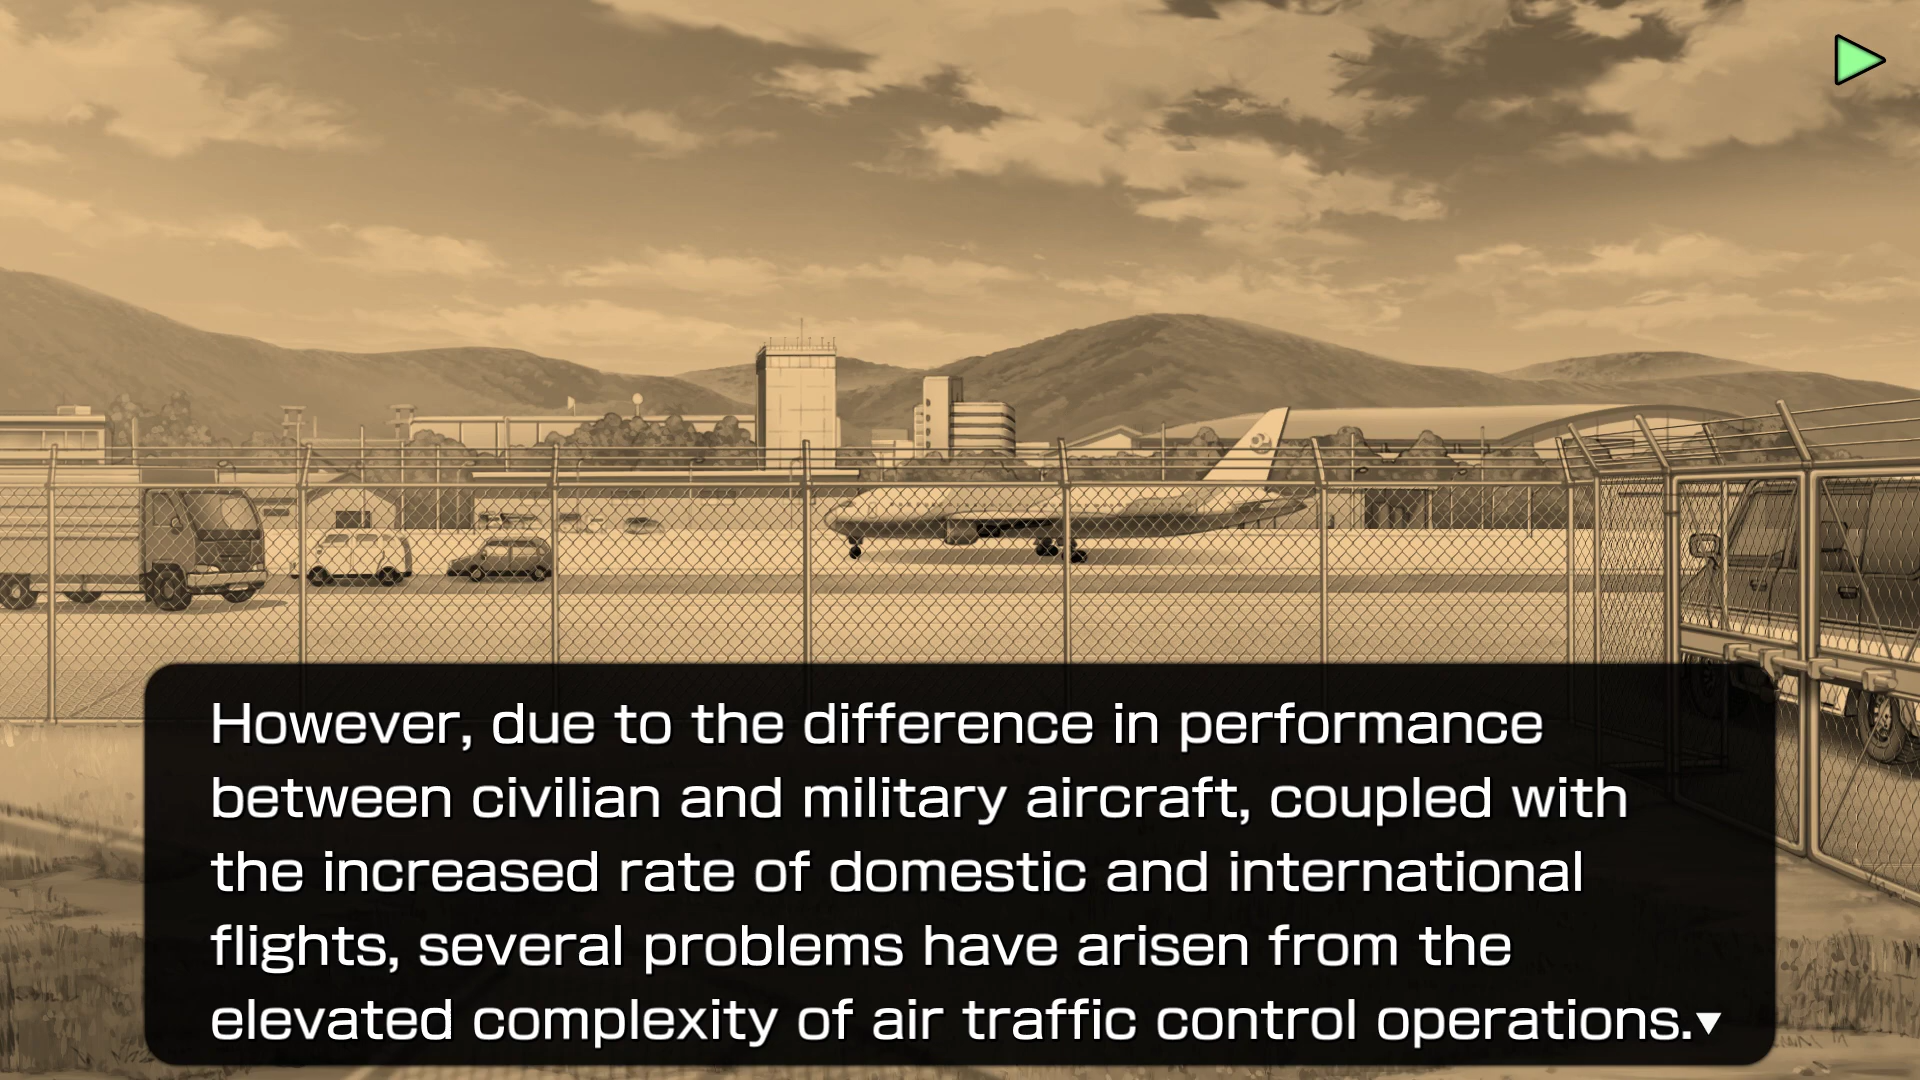 However, due to the difference in performance
between civilian and military aircraft, coupled with
the increased rate of domestic and international
flights, several problems have arisen from the
elevated complexity of air traffic control operations.